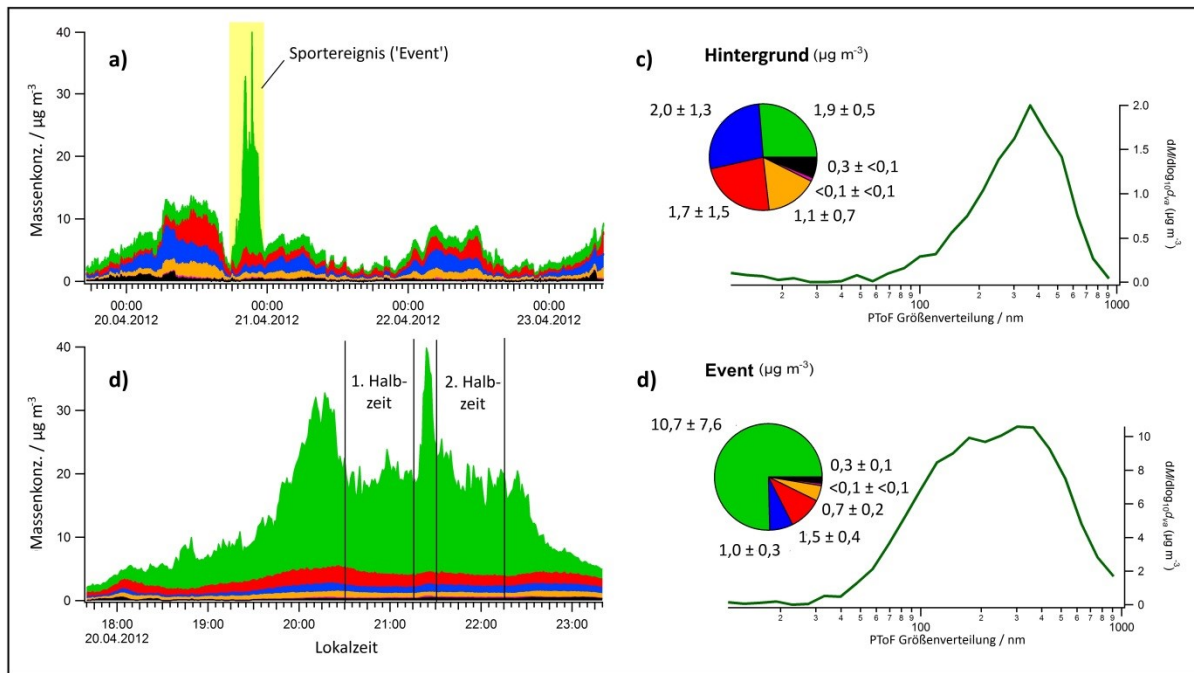 a)
Sportereignis ('Event')
Massenkonz. / µg m⁻³
40
30
20
10
0
00:00
20.04.2012
00:00
21.04.2012
00:00
22.04.2012
00:00
23.04.2012
c)
Hintergrund (µg m⁻³)
2,0 ± 1,3
1,9 ± 0,5
0,3 ± <0,1
<0,1 ± <0,1
1,1 ± 0,7
1,7 ± 1,5
2.0
1.5
1.0
0.5
0.0
dM/dlog₁₀dᵥₐ (µg m⁻³)
2 3 4 5 6 7 8 9 100 2 3 4 5 6 7 8 9 1000
PToF Größenverteilung / nm
d)
1. Halb-
zeit
2. Halb-
zeit
Massenkonz. / µg m⁻³
40
30
20
10
0
18:00
20.04.2012
19:00
20:00
21:00
22:00
23:00
Lokalzeit
d)
Event (µg m⁻³)
10,7 ± 7,6
0,3 ± 0,1
<0,1 ± <0,1
0,7 ± 0,2
1,5 ± 0,4
1,0 ± 0,3
10
8
6
4
2
0
dM/dlog₁₀dᵥₐ (µg m⁻³)
2 3 4 5 6 7 8 9 100 2 3 4 5 6 7 8 9 1000
PToF Größenverteilung / nm